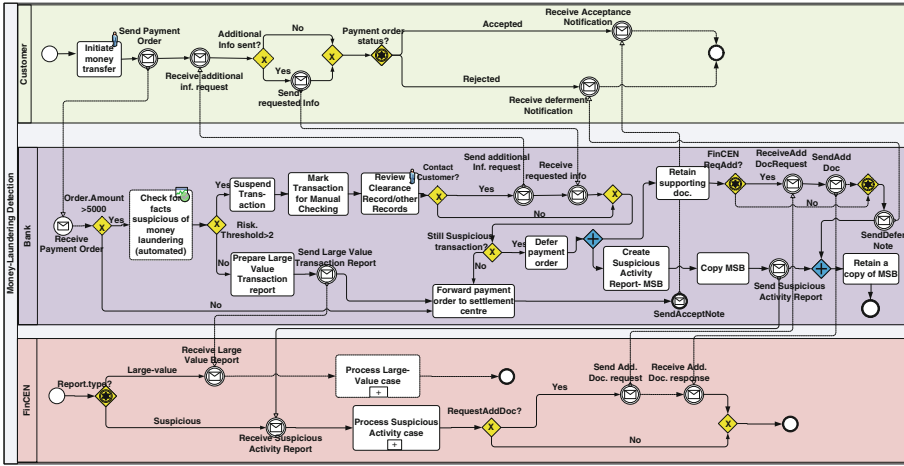 Money-Laundering Detection
Customer
Initiate
money
transfer
Send Payment
Order
Receive additional
inf. request
Additional
Info sent?
No
Yes
Send
requested Info
Payment order
status?
Accepted
Rejected
Receive Acceptance
Notification
Receive deferment
Notification
Bank
Receive
Payment Order
Order.Amount
>5000
Yes
No
Check for
facts
suspicious of
money
laundering
(automated)
Yes
Risk.
Threshold>2
No
Suspend
Trans-
action
Mark
Transaction
for Manual
Checking
Review
Clearance
Record/other
Records
Contact
Customer?
Yes
No
Send additional
Inf. request
Receive
requested info
Prepare Large
Value
Transaction
report
Send Large Value
Transaction Report
Still Suspicious
transaction?
Yes
No
Defer
payment
order
Forward payment
order to settlement
centre
Retain
supporting
doc.
Create
Suspicious
Activity
Report- MSB
Copy MSB
Send Suspicious
Activity Report
SendAcceptNote
FinCEN
ReqAdd?
Yes
No
ReceiveAdd
DocRequest
SendAdd
Doc
SendDefer
Note
Retain a
copy of MSB
FinCEN
Report.type?
Large-value
Suspicious
Receive Large
Value Report
Receive Suspicious
Activity Report
Process Large-
Value case
Process Suspicious
Activity case
RequestAddDoc?
Yes
No
Send Add.
Doc. request
Receive Add.
Doc. response